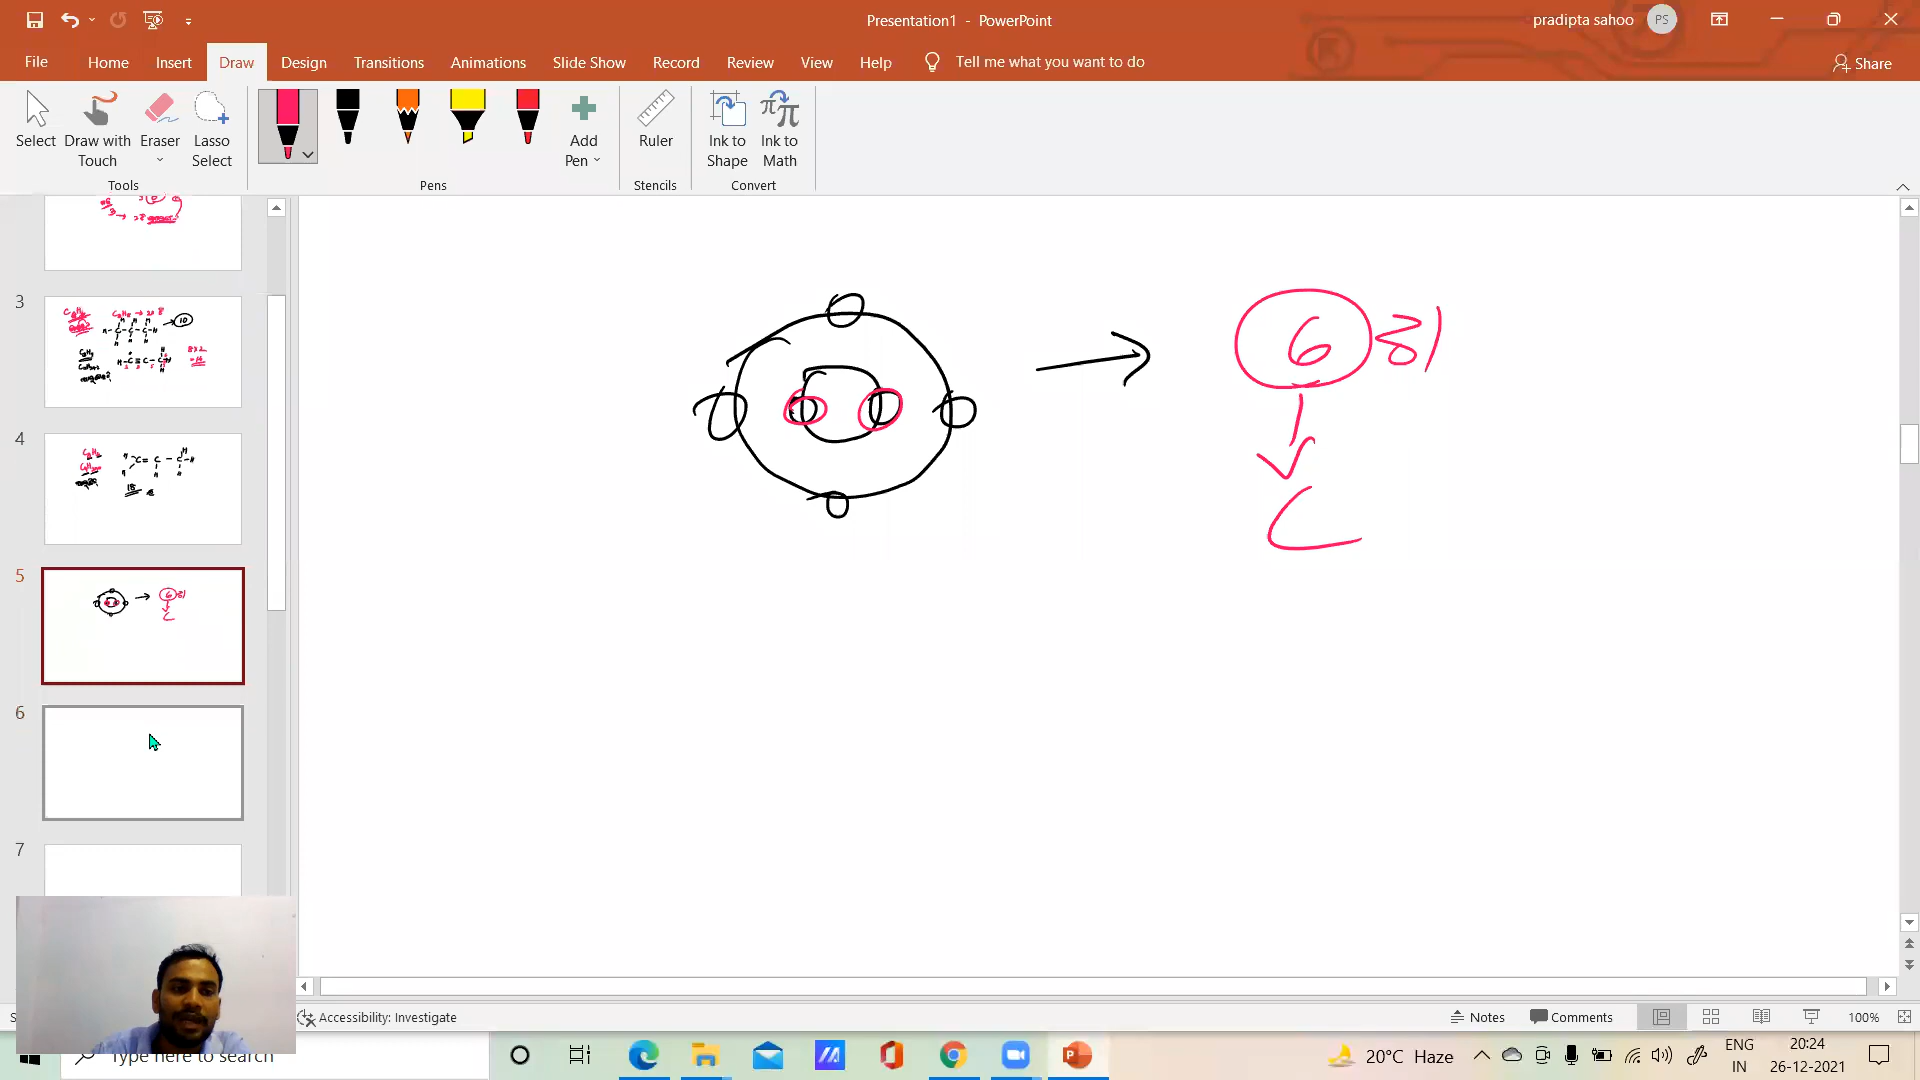 Presentation1 - PowerPoint
pradipta sahoo
PS
File
Home
Insert
Draw
Design
Transitions
Animations
Slide Show
Record
Review
View
Help
Tell me what you want to do
Share
Select
Draw with Touch
Eraser
Lasso Select
Add Pen
Ruler
Ink to Shape
Ink to Math
Tools
Pens
Stencils
Convert
3
4
5
6
7
6
C
Accessibility: Investigate
Notes
Comments
100%
Type here to search
20°C Haze
ENG
IN
20:24
26-12-2021